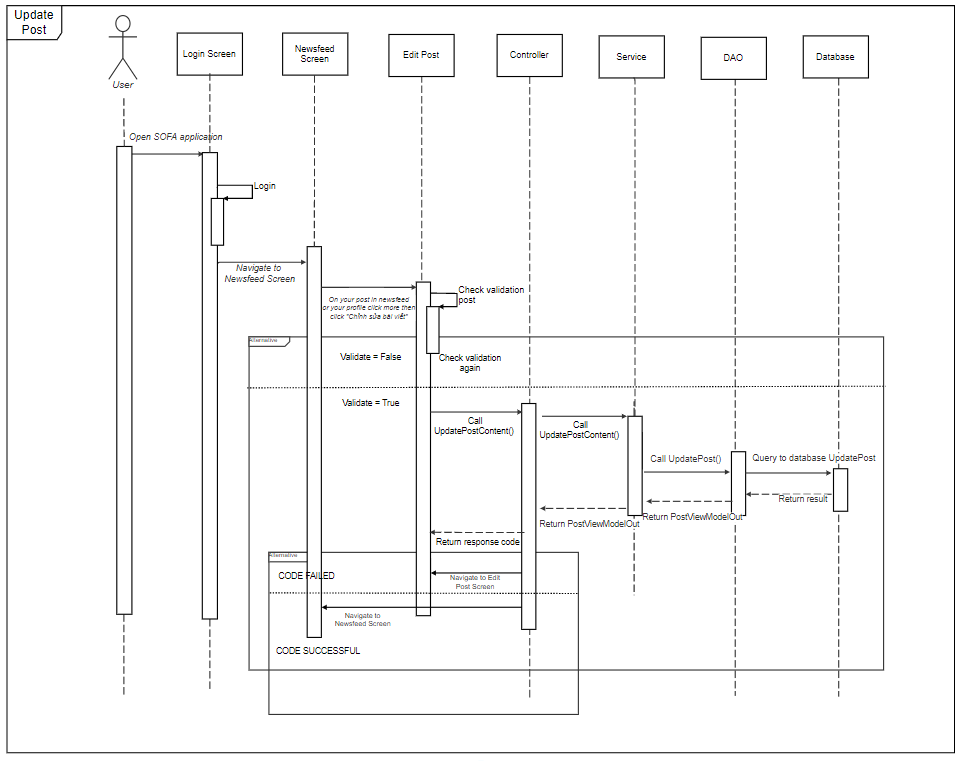 Update
Post
User
Login Screen
Newsfeed
Screen
Edit Post
Controller
Service
DAO
Database
Open SOFA application
Login
Navigate to
Newsfeed Screen
On your post in newsfeed
or your profile click more then
click "Chỉnh sửa bài viết"
Check validation
post
Alternative
Validate = False
Check validation
again
Validate = True
Call
UpdatePostContent()
Call
UpdatePostContent()
Call UpdatePost()
Query to database UpdatePost
Return result
Return PostViewModelOut
Return PostViewModelOut
Return response code
Alternative
CODE FAILED
Navigate to Edit
Post Screen
Navigate to
Newsfeed Screen
CODE SUCCESSFUL